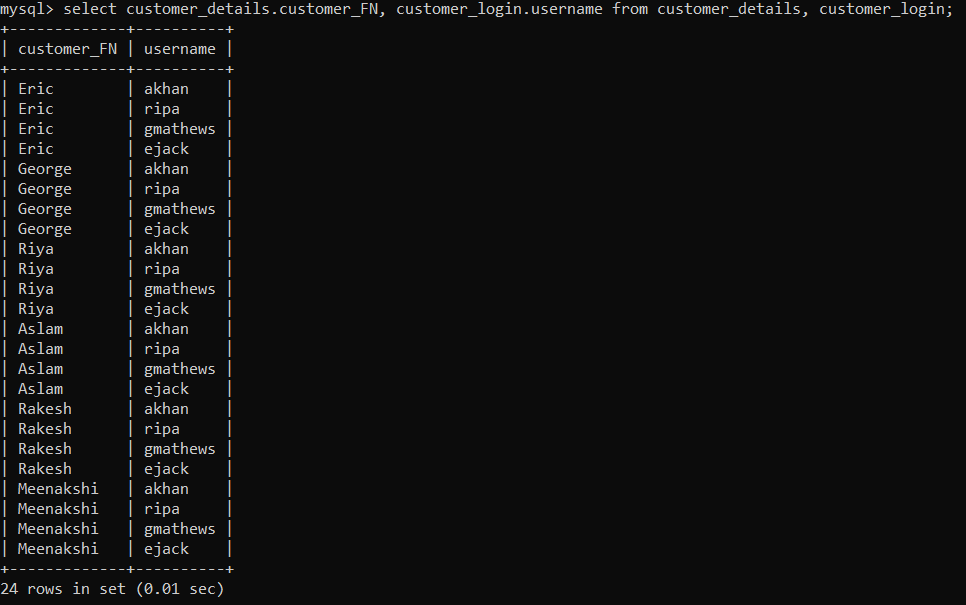 mysql> select customer_details.customer_FN, customer_login.username from customer_details, customer_login;
+-------------+-----------+
| customer_FN | username |
+-------------+-----------+
| Eric        | akhan    |
| Eric        | ripa     |
| Eric        | gmathews |
| Eric        | ejack    |
| George      | akhan    |
| George      | ripa     |
| George      | gmathews |
| George      | ejack    |
| Riya        | akhan    |
| Riya        | ripa     |
| Riya        | gmathews |
| Riya        | ejack    |
| Aslam       | akhan    |
| Aslam       | ripa     |
| Aslam       | gmathews |
| Aslam       | ejack    |
| Rakesh      | akhan    |
| Rakesh      | ripa     |
| Rakesh      | gmathews |
| Rakesh      | ejack    |
| Meenakshi   | akhan    |
| Meenakshi   | ripa     |
| Meenakshi   | gmathews |
| Meenakshi   | ejack    |
+-------------+-----------+
24 rows in set (0.01 sec)